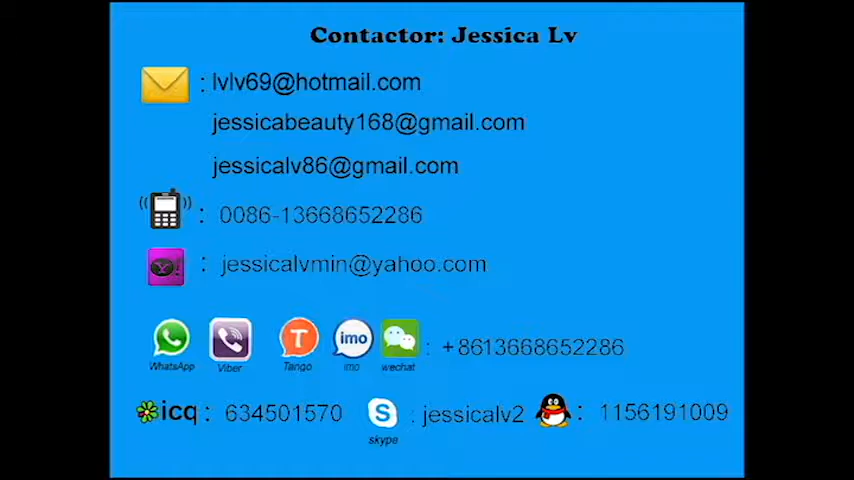 Contactor: Jessica Lv
: lvlv69@hotmail.com
jessicabeauty168@gmail.com
jessicalv86@gmail.com
: 0086-13668652286
Y! : jessicalvmin@yahoo.com
T imo : +8613668652286
WhatsApp Viber Tango imo wechat
icq : 634501570 S : jessicalv2 : 1156191009
skype